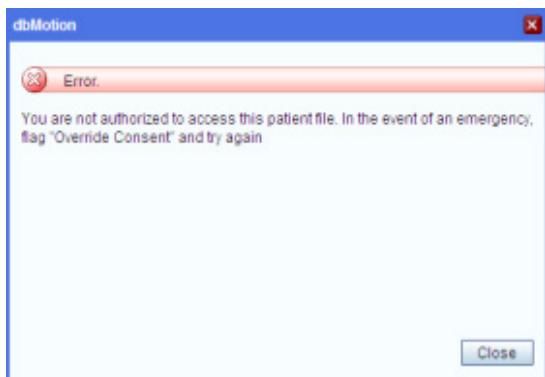 dbMotion
Error.
You are not authorized to access this patient file. In the event of an emergency,
flag "Override Consent" and try again
Close